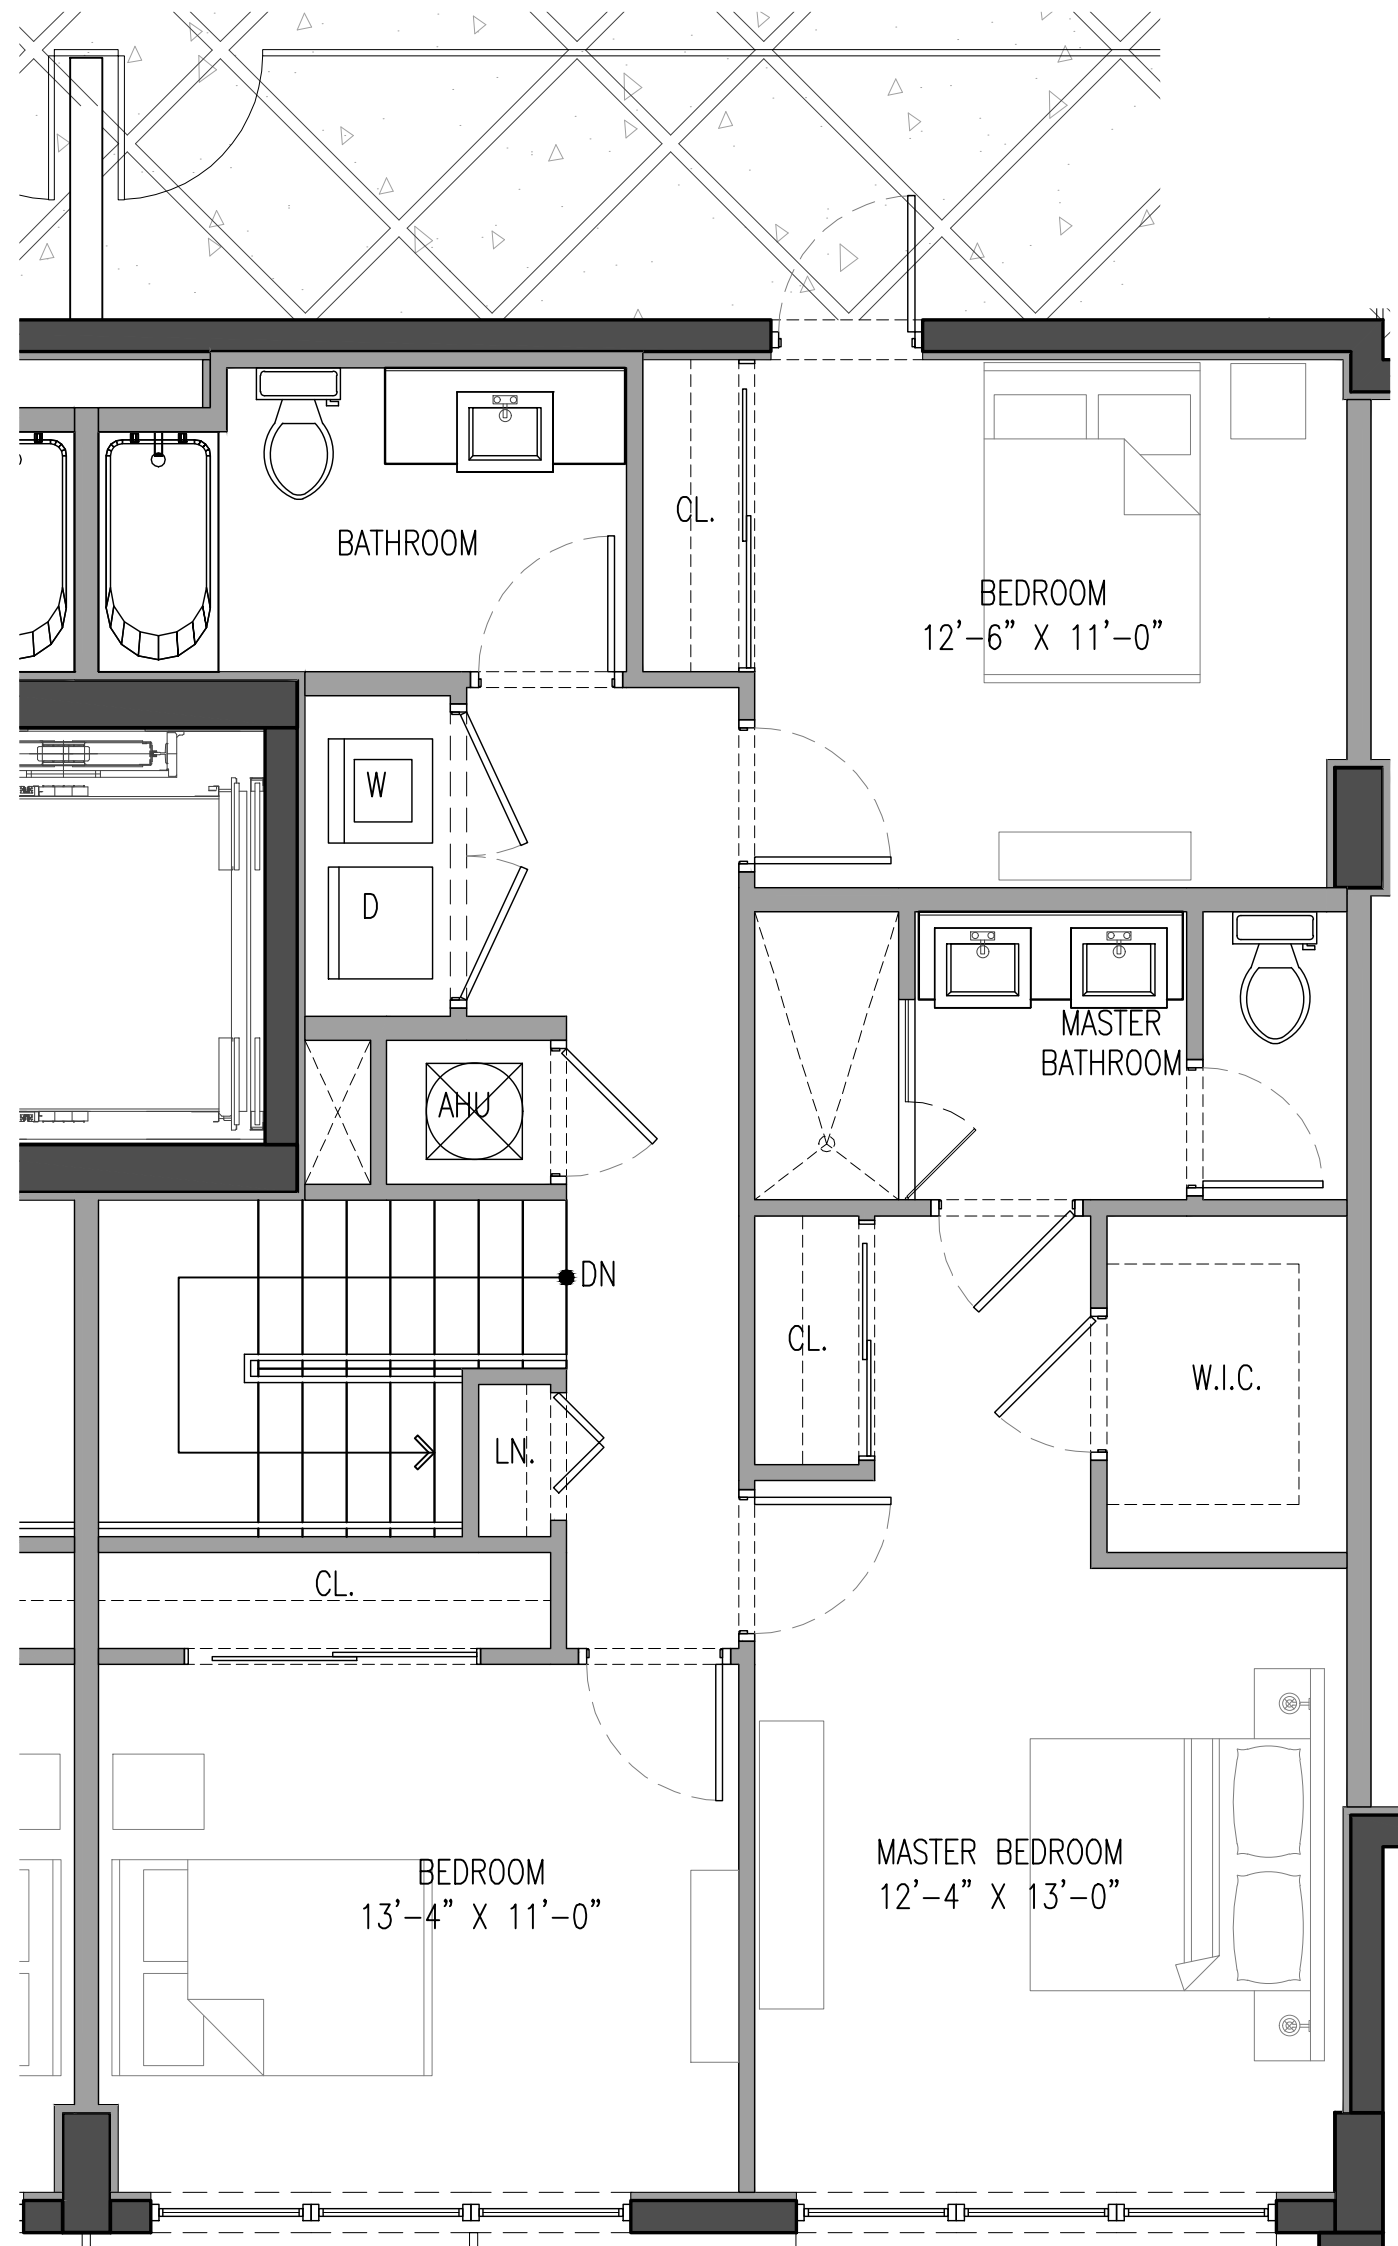 CL.
BATHROOM
BEDROOM
12'-6" X 11'-0"
W
D
MASTER
BATHROOM
AHU
DN
CL.
W.I.C.
LN.
CL.
MASTER BEDROOM
12'-4" X 13'-0"
BEDROOM
13'-4" X 11'-0"